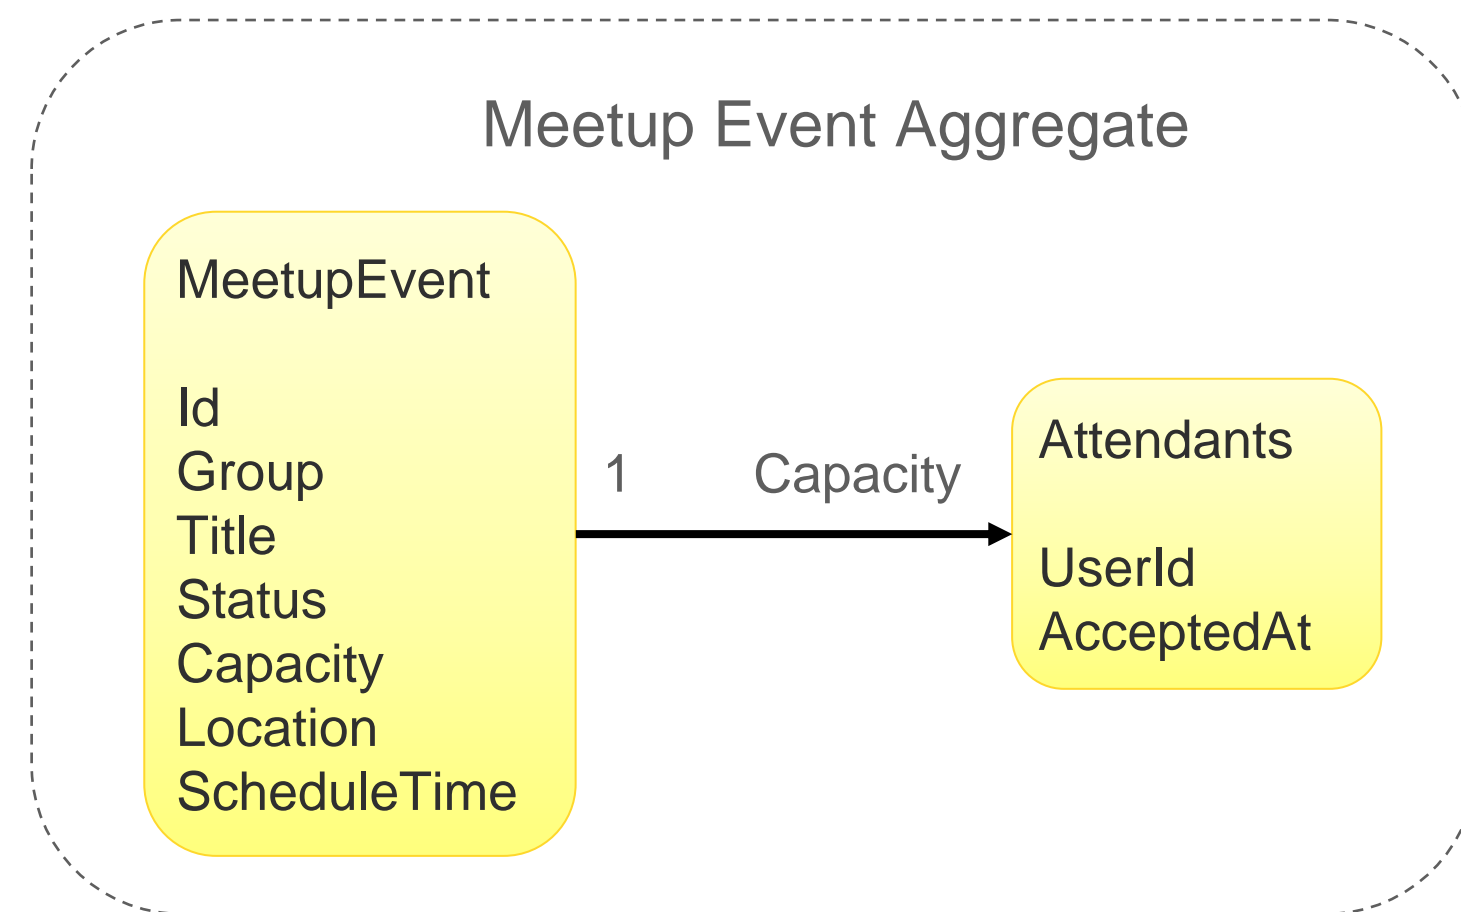 Meetup Event Aggregate
MeetupEvent
Id
Group
Title
Status
Capacity
Location
ScheduleTime
1 Capacity
Attendants
UserId
AcceptedAt